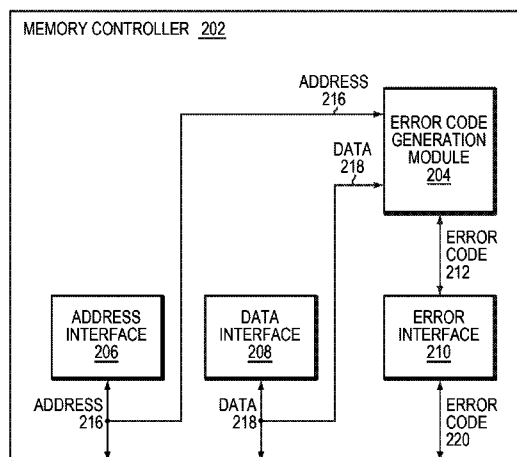 MEMORY CONTROLLER 202
ADDRESS
216
ERROR CODE
GENERATION
MODULE
204
DATA
218
ERROR
CODE
212
ADDRESS
INTERFACE
206
DATA
INTERFACE
208
ERROR
INTERFACE
210
ADDRESS
216
DATA
218
ERROR
CODE
220